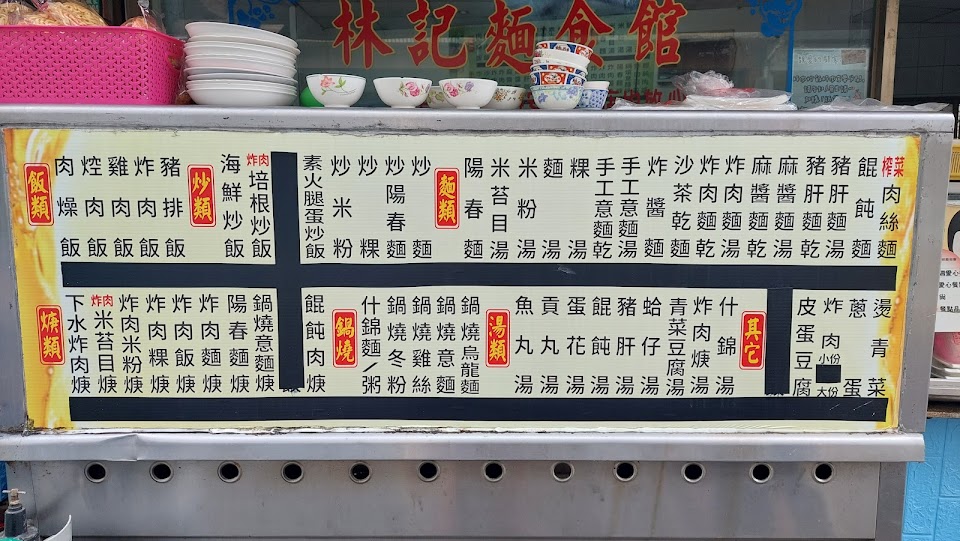 林記麵食館
飯類
肉燥飯
焢肉飯
雞肉飯
炸肉飯
豬排飯
炒類
海鮮炒飯
炸肉培根炒飯
素火腿蛋炒飯
炒米粉
炒粿
炒陽春麵
炒麵
麵類
陽春麵
米苔目湯
米粉湯
麵湯
粿湯
手工意麵
手工意麵湯
炸醬麵
沙茶乾麵
炸肉麵乾
炸肉麵湯
麻醬麵乾
麻醬麵湯
豬肝麵乾
豬肝麵湯
餛飩麵
榨菜肉絲麵
焿類
下水炸肉焿
炸肉米苔目焿
炸肉米粉焿
炸肉粿焿
炸肉飯焿
炸肉麵焿
陽春麵焿
鍋燒意麵焿
餛飩肉焿
鍋燒
什錦麵/粥
鍋燒冬粉
鍋燒雞絲麵
鍋燒意麵
鍋燒烏龍麵
湯類
魚丸湯
貢丸湯
蛋花湯
餛飩湯
豬肝湯
蛤仔湯
青菜豆腐湯
炸肉焿湯
什錦湯
其它
皮蛋豆腐
炸肉小份
大份
蔥蛋
燙青菜